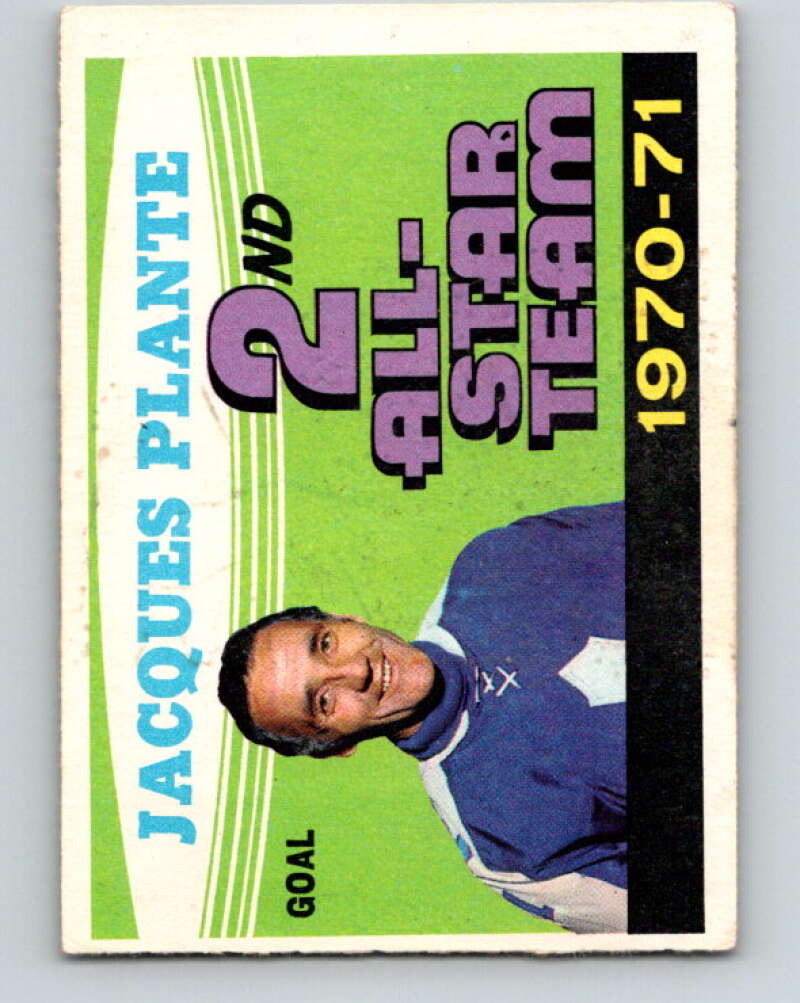 JACQUES PLANTE
2ND
ALL-
STAR
TEAM
GOAL
1970-71